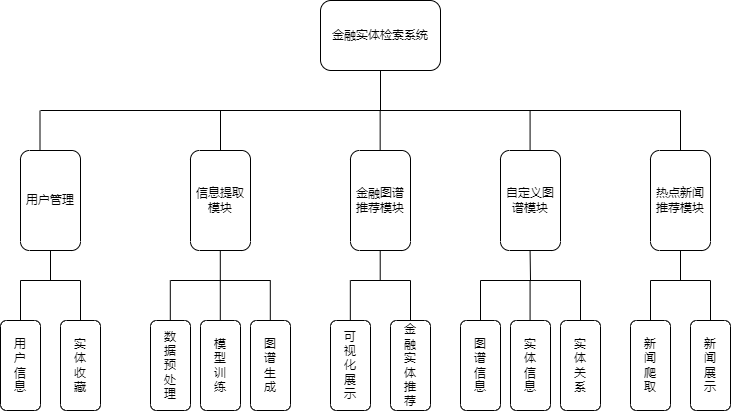 金融实体检索系统
用户管理
信息提取
模块
金融图谱
推荐模块
自定义图
谱模块
热点新闻
推荐模块
用户信息
实体收藏
数据预处理
模型训练
图谱生成
可视化展示
金融实体推荐
图谱信息
实体信息
实体关系
新闻爬取
新闻展示